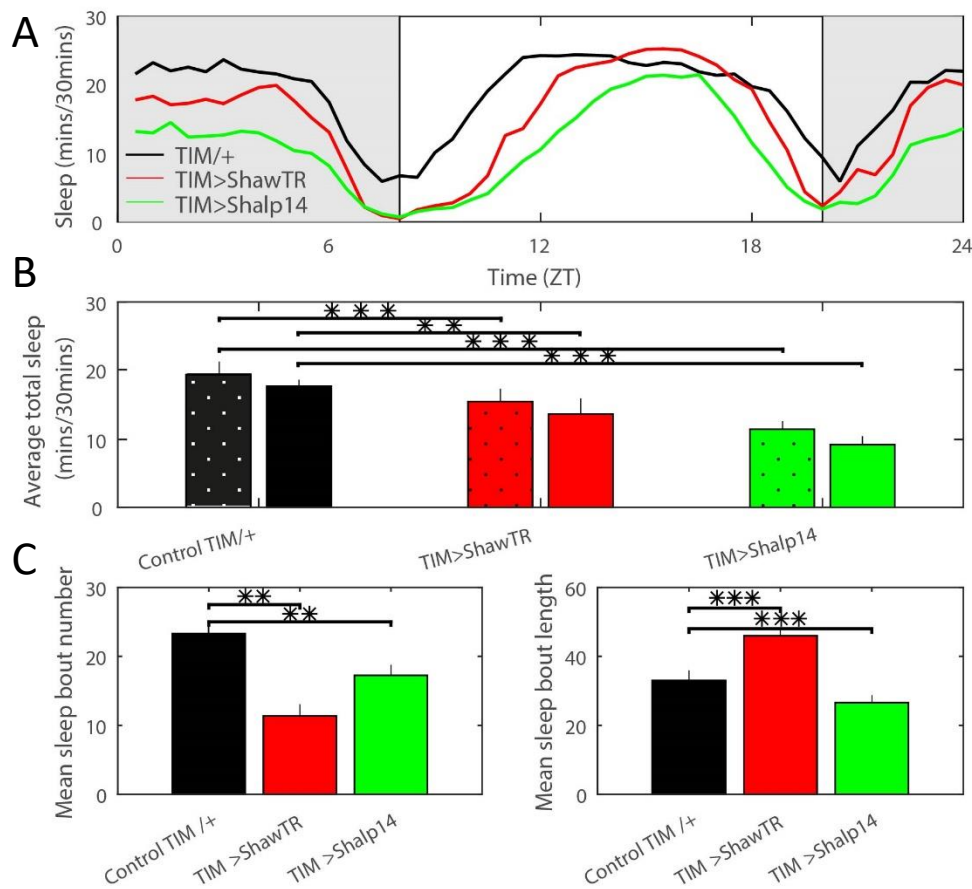 A
30
20
10
0
Sleep (mins/30mins)
TIM/+
TIM>ShawTR
TIM>Shalp14
0
6
12
18
24
Time (ZT)
B
30
20
10
0
Average total sleep
(mins/30mins)
*** 
**
***
***
Control TIM/+
TIM>ShawTR
TIM>Shalp14
C
30
20
10
0
Mean sleep bout number
**
**
Control TIM /+
TIM >ShawTR
TIM >Shalp14
60
40
20
0
Mean sleep bout length
***
***
Control TIM /+
TIM >ShawTR
TIM >Shalp14